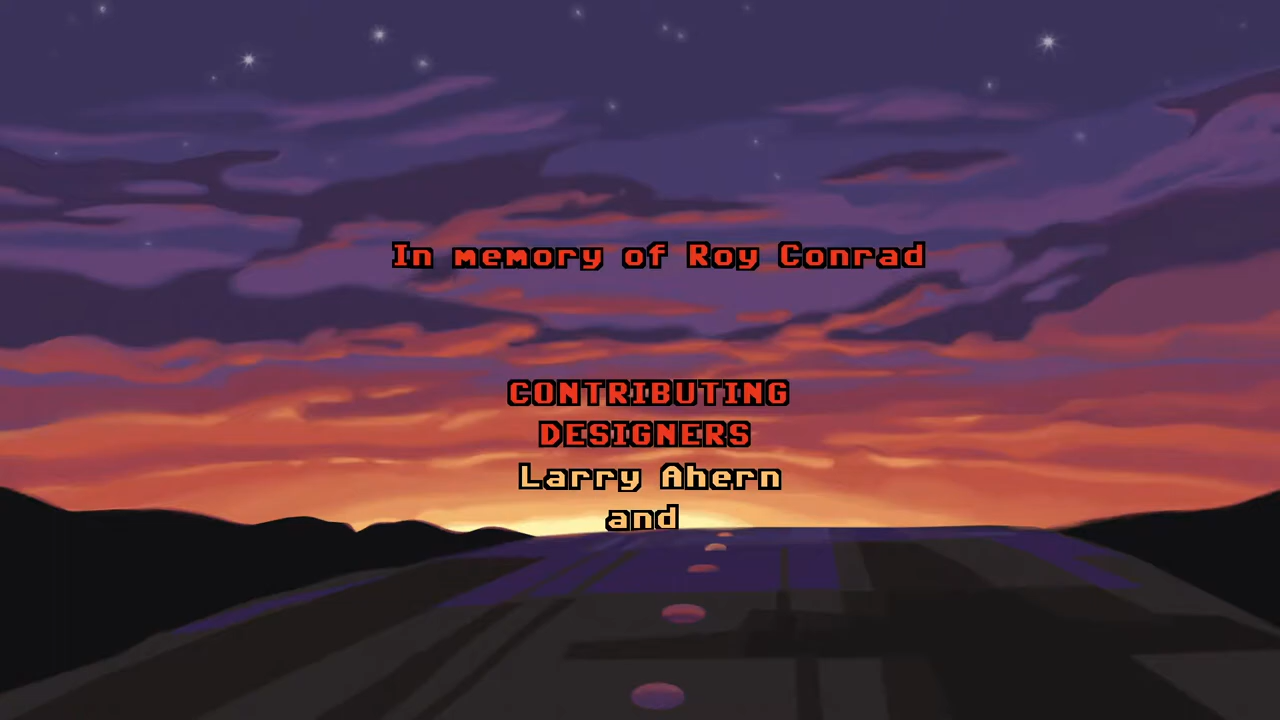 In memory of Roy Conrad
CONTRIBUTING
DESIGNERS
Larry Ahern
and